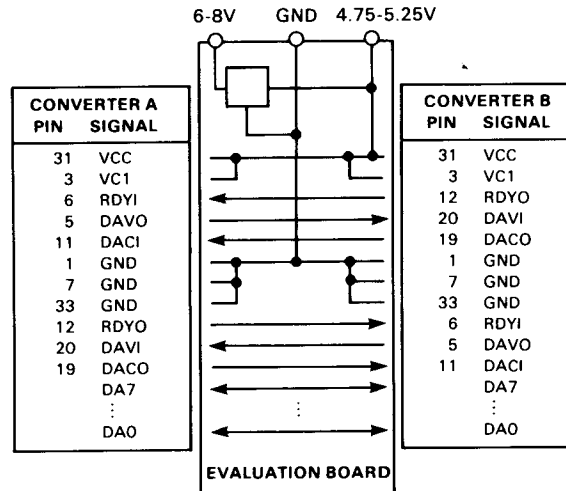 6-8V GND 4.75-5.25V
CONVERTER A
PIN SIGNAL
31 VCC
3 VC1
6 RDYI
5 DAVO
11 DACI
1 GND
7 GND
33 GND
12 RDYO
20 DAVI
19 DACO
DA7
⋮
DA0
CONVERTER B
PIN SIGNAL
31 VCC
3 VC1
12 RDYO
20 DAVI
19 DACO
1 GND
7 GND
33 GND
6 RDYI
5 DAVO
11 DACI
DA7
⋮
DA0
EVALUATION BOARD